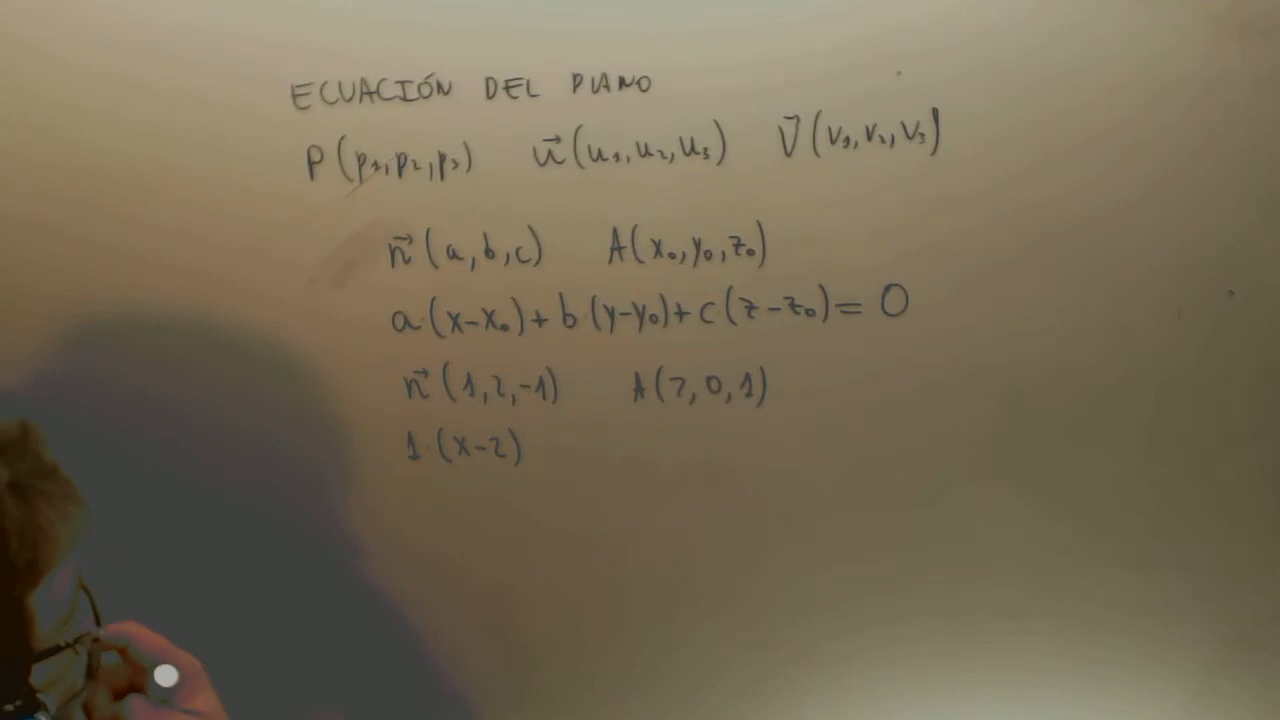 ECUACIÓN DEL PLANO
P(p₁,p₂,p₃) u⃗(u₁,u₂,u₃) V⃗(v₁,v₂,v₃)
n⃗(a,b,c) A(x₀,y₀,z₀)
a·(x-x₀)+b·(y-y₀)+c(z-z₀)=0
n⃗(1,2,-1) A(2,0,1)
1·(x-2)